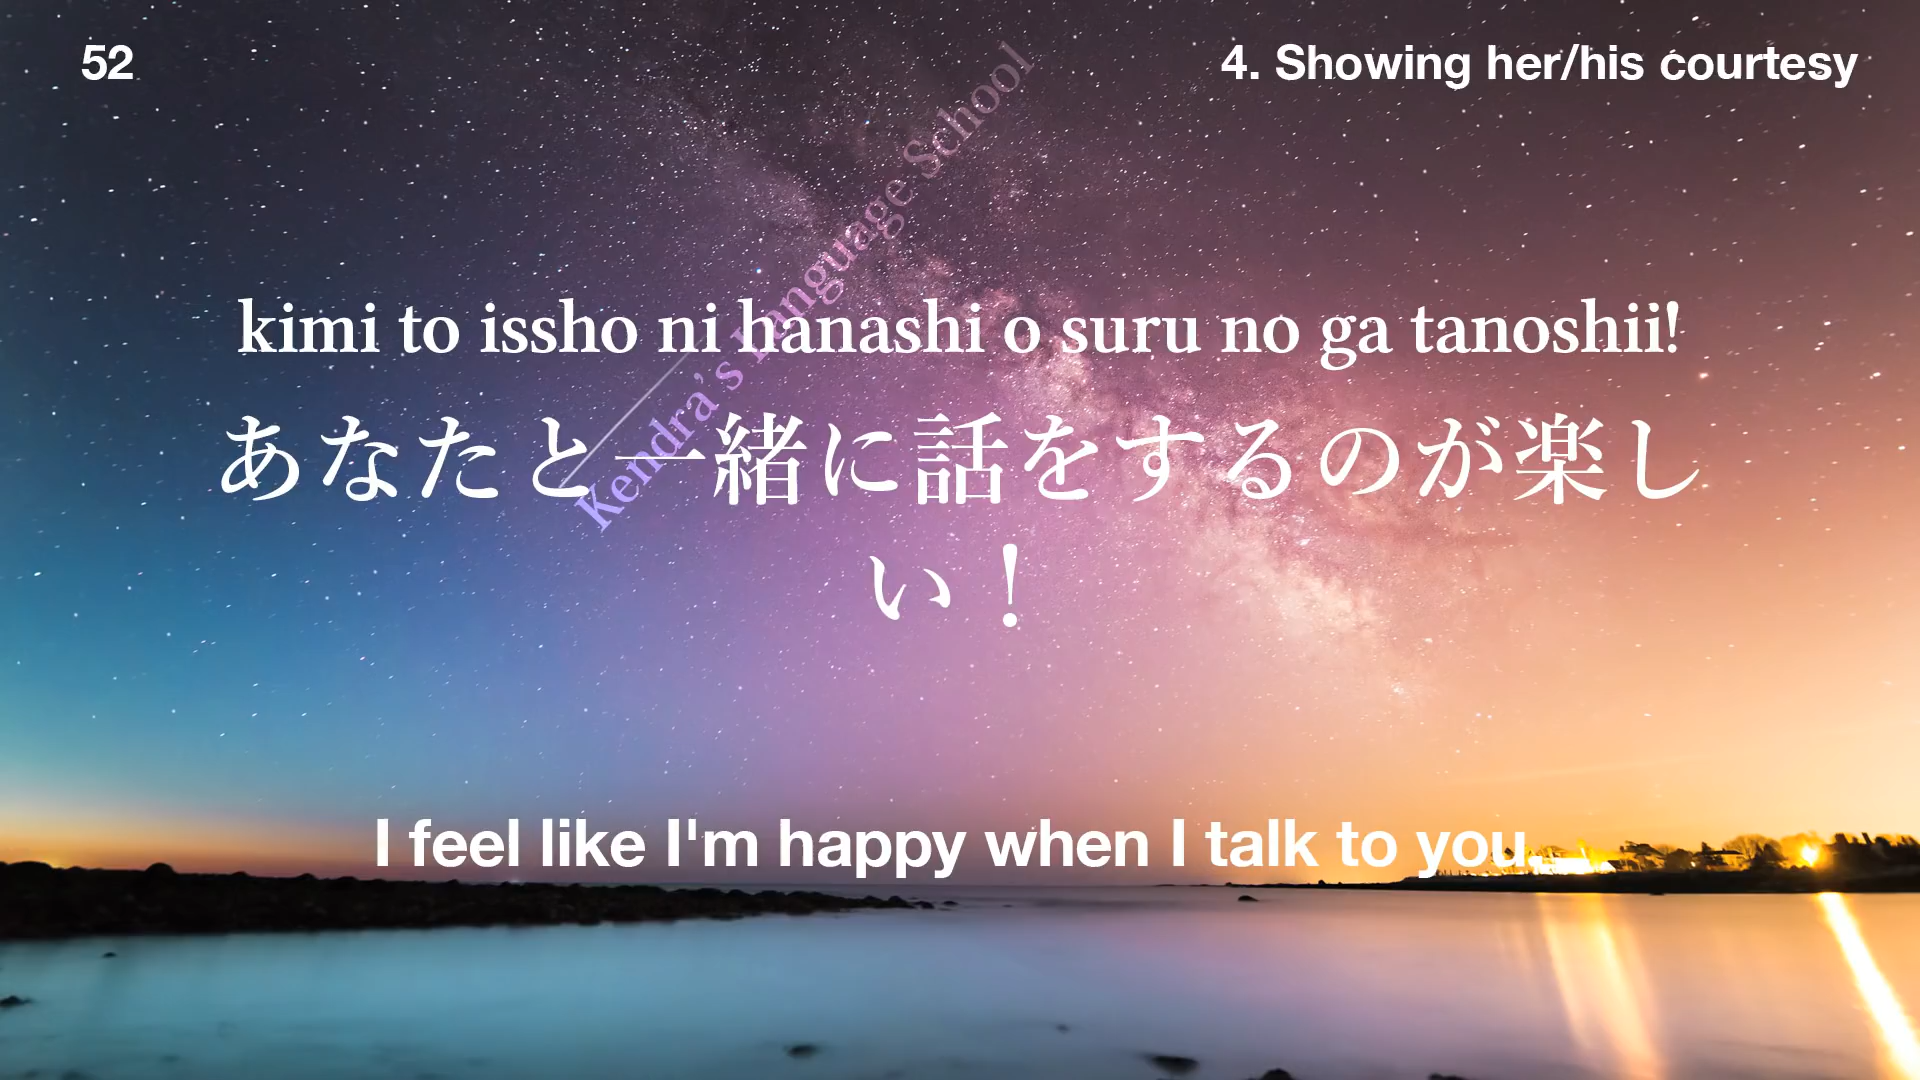 52
4. Showing her/his courtesy
Kendra's Language School
kimi to issho ni hanashi o suru no ga tanoshii!
あなたと一緒に話をするのが楽し
い！
I feel like I'm happy when I talk to you.